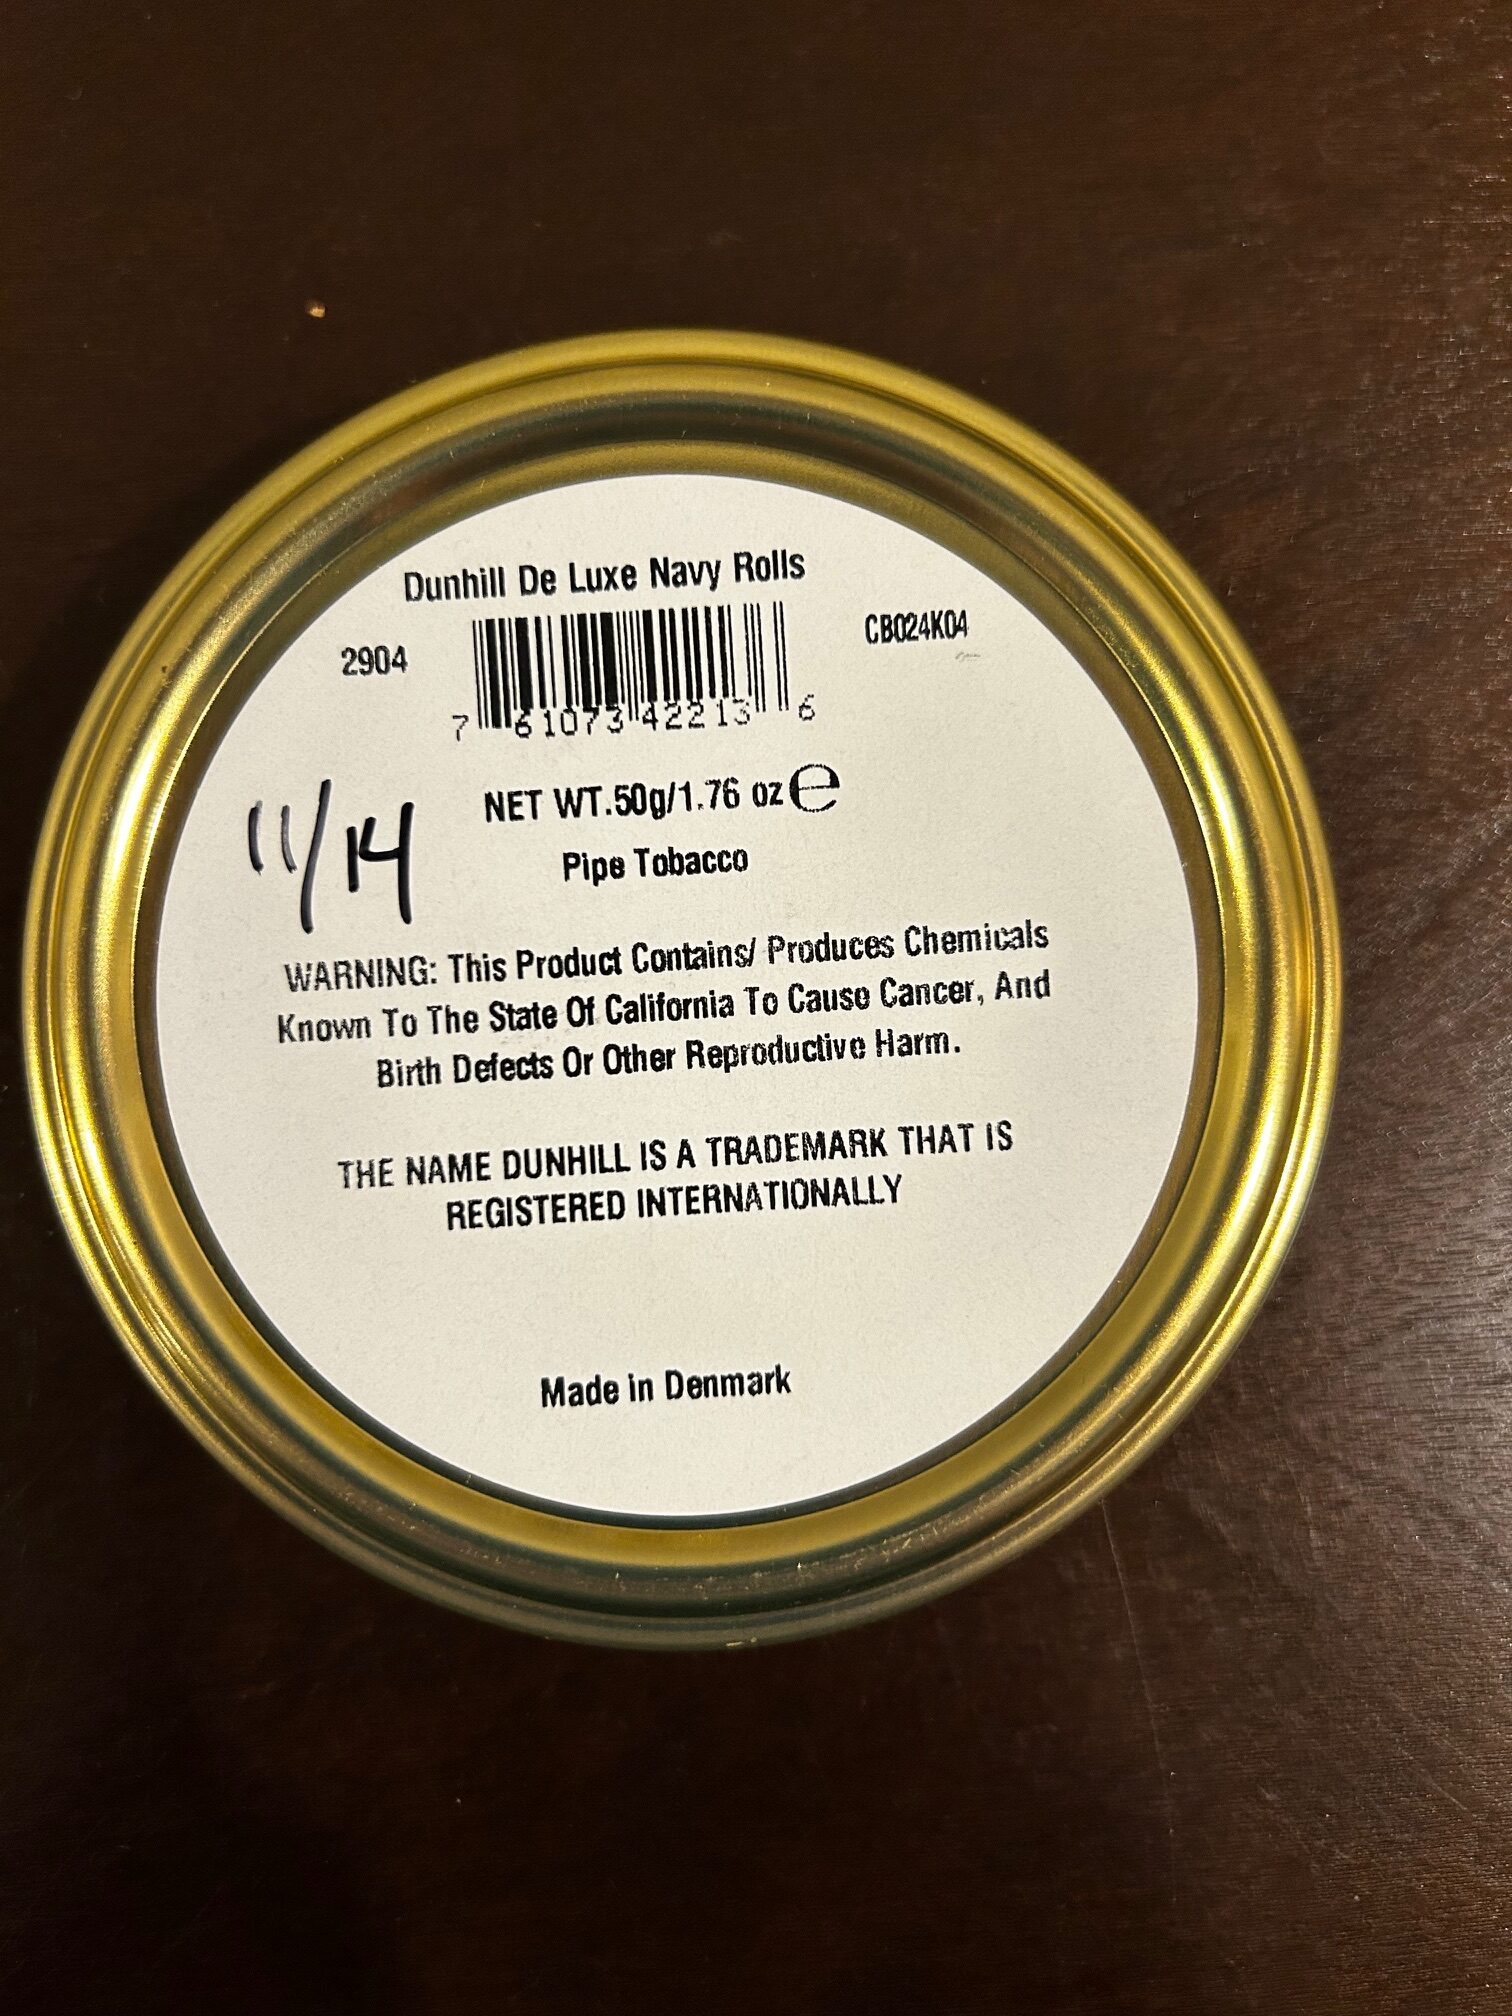 Dunhill De Luxe Navy Rolls
2904
CB024K04
7 61073 42213 6
NET WT.50g/1.76 oz ℮
11/14
Pipe Tobacco
WARNING: This Product Contains/ Produces Chemicals
Known To The State Of California To Cause Cancer, And
Birth Defects Or Other Reproductive Harm.
THE NAME DUNHILL IS A TRADEMARK THAT IS
REGISTERED INTERNATIONALLY
Made in Denmark